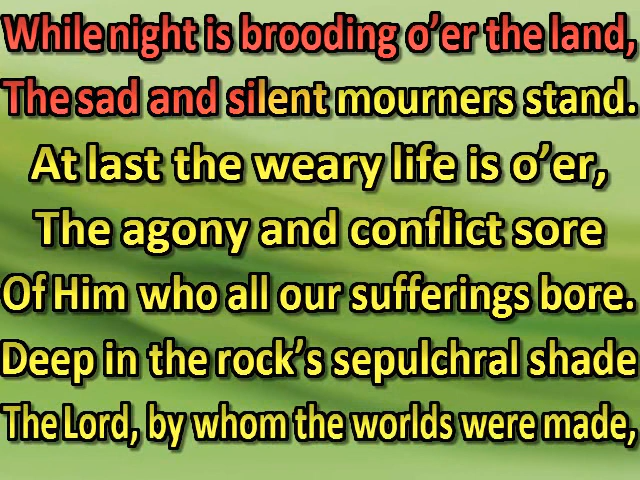 While night is brooding o’er the land,
The sad and silent mourners stand.
At last the weary life is o’er,
The agony and conflict sore
Of Him who all our sufferings bore.
Deep in the rock’s sepulchral shade
The Lord, by whom the worlds were made,